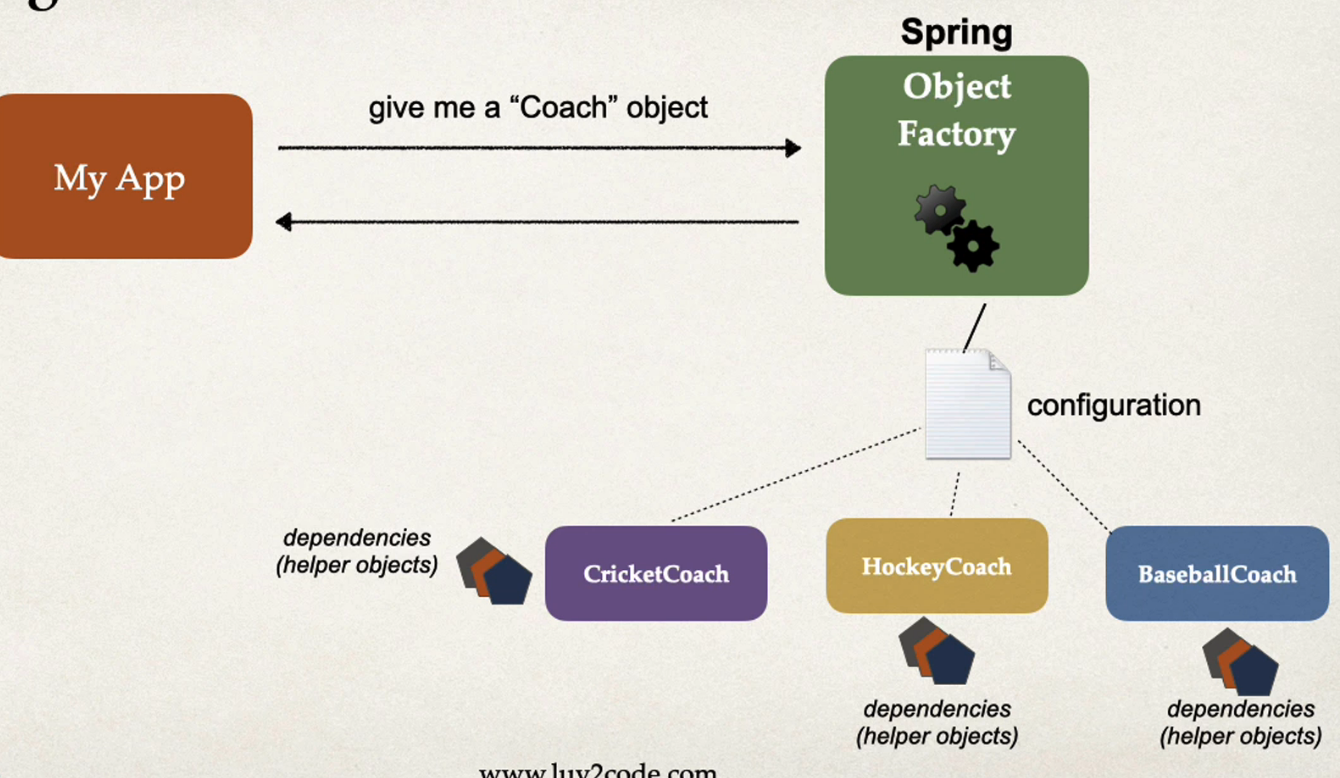 Spring
Object
Factory
give me a “Coach” object
My App
configuration
dependencies
(helper objects)
CricketCoach
HockeyCoach
BaseballCoach
dependencies
(helper objects)
dependencies
(helper objects)
www.luv2code.com